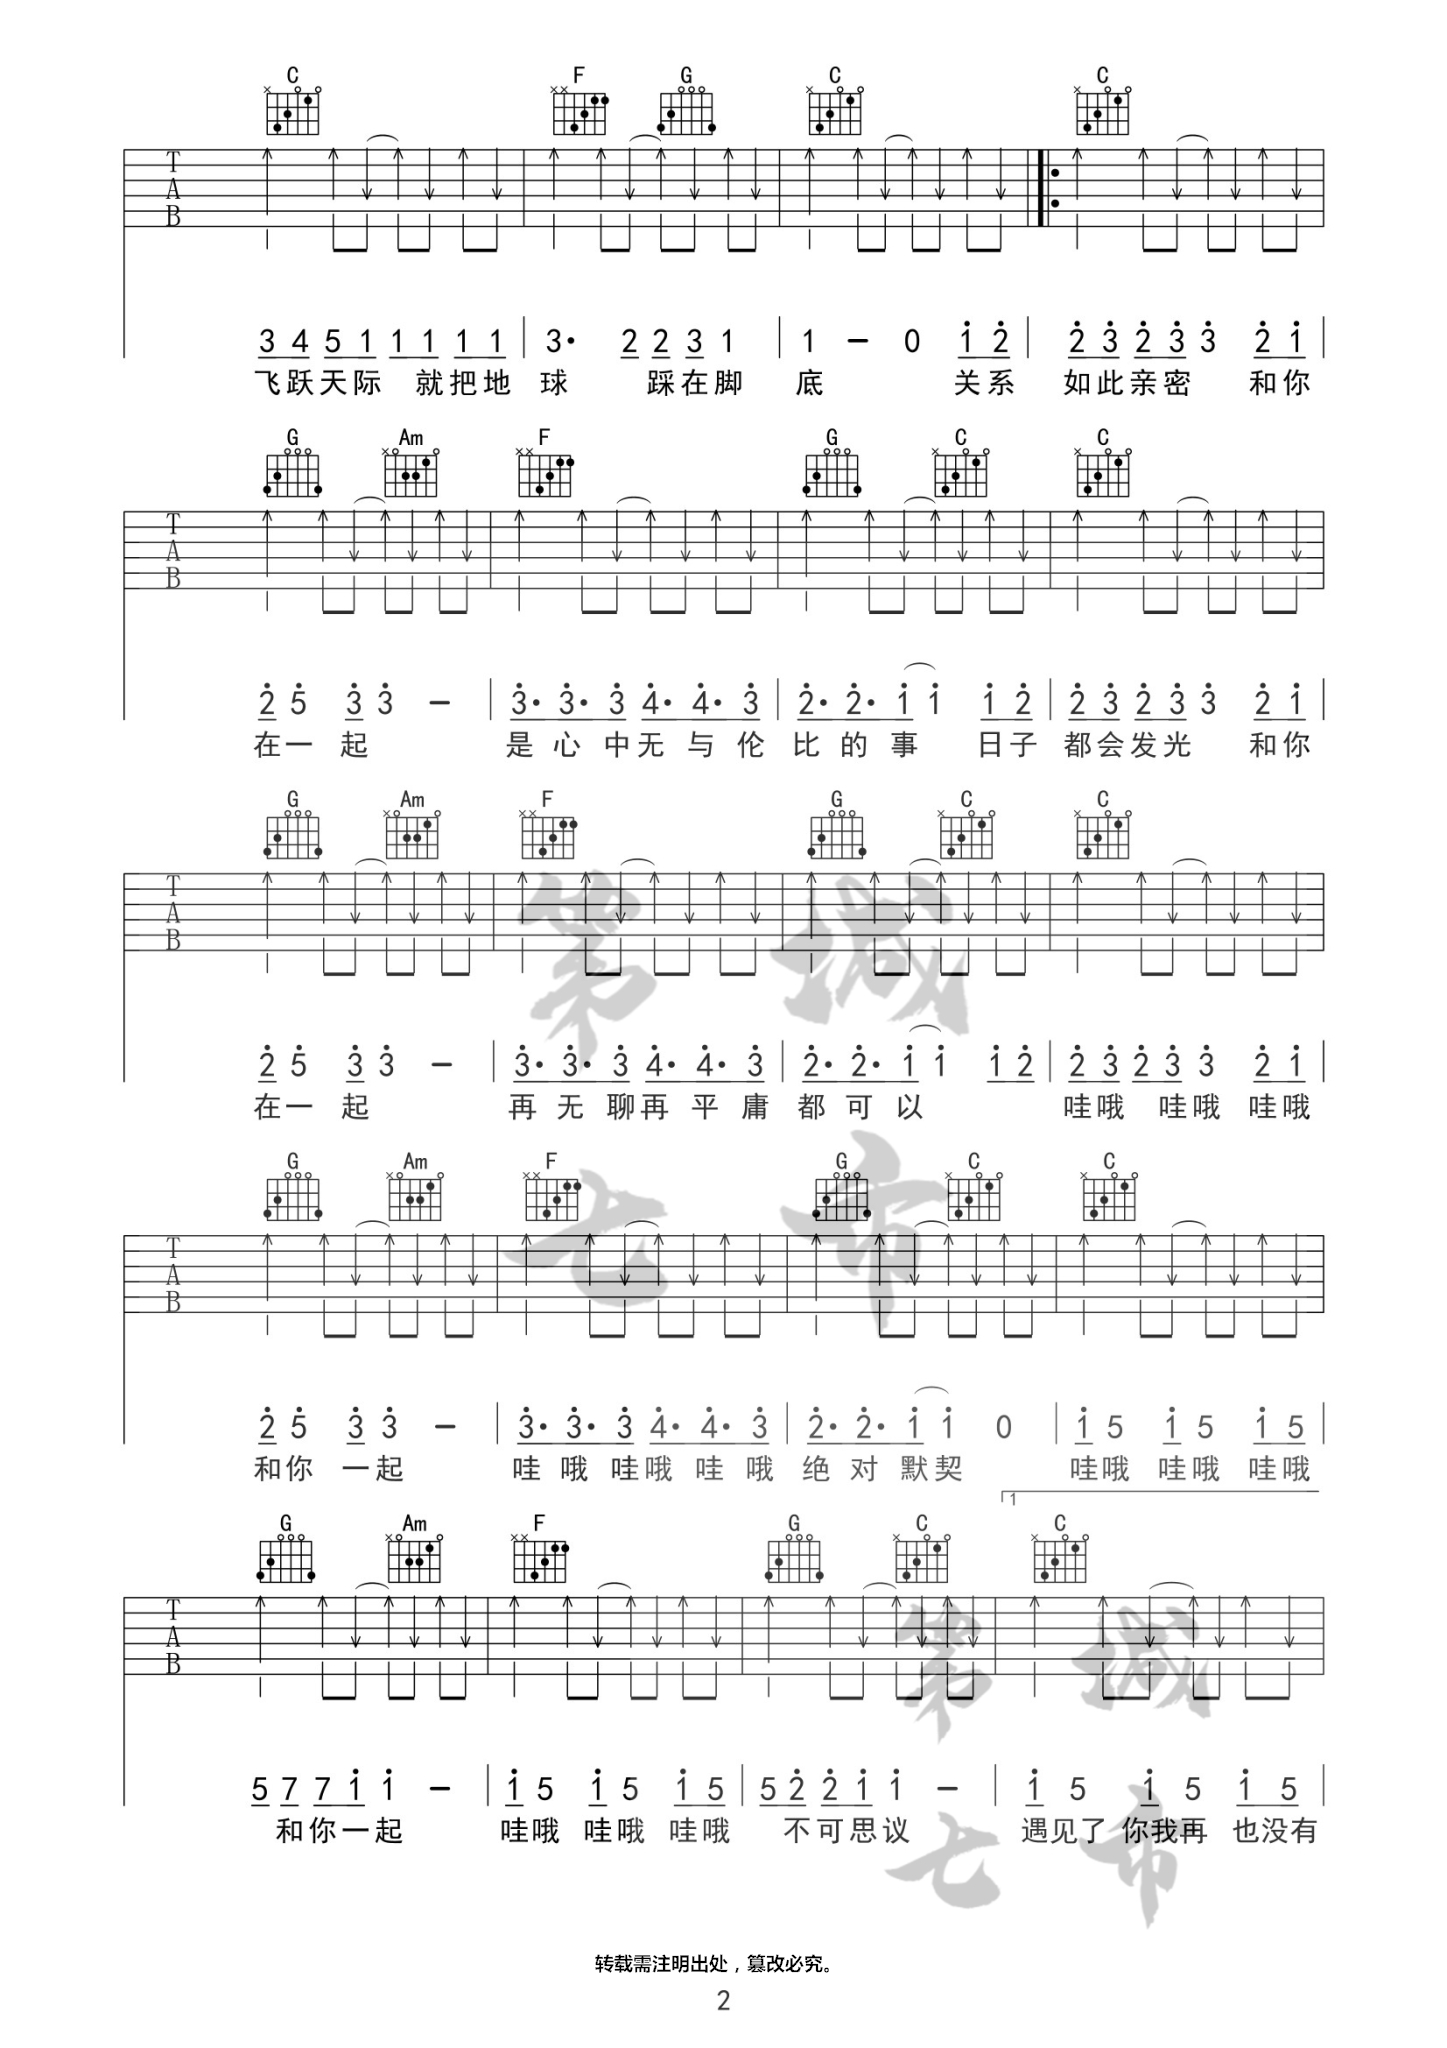 C F G C C
T
A
B
3 4 5 1 1 1 1 1 3· 2 2 3 1 1 - 0 1 2 2 3 2 3 3 2 1
飞跃天际 就把地 球 踩在脚 底 关系 如此亲密 和你
G Am F G C C
T
A
B
2 5 3 3 - 3· 3· 3 4· 4· 3 2· 2· 1 1 1 2 2 3 2 3 3 2 1
在一 起 是心中无与伦 比的事 日子 都会发光 和你
G Am F G C C
T
A
B
2 5 3 3 - 3· 3· 3 4· 4· 3 2· 2· 1 1 1 2 2 3 2 3 3 2 1
在一 起 再无聊再平庸 都可以 哇哦 哇哦 哇哦
第 城
G Am F G C C
T
A
B
2 5 3 3 - 3· 3· 3 4· 4· 3 2· 2· 1 1 0 1 5 1 5 1 5
和你 一起 哇哦哇哦哇哦 绝对默契 哇哦 哇哦 哇哦
七 市
1
G Am F G C C
T
A
B
5 7 7 1 1 - 1 5 1 5 1 5 5 2 2 1 1 - 1 5 1 5 1 5
和你一起 哇哦 哇哦 哇哦 不可思议 遇见了 你我再 也没有
第 城
七 市
转载需注明出处，篡改必究。
2